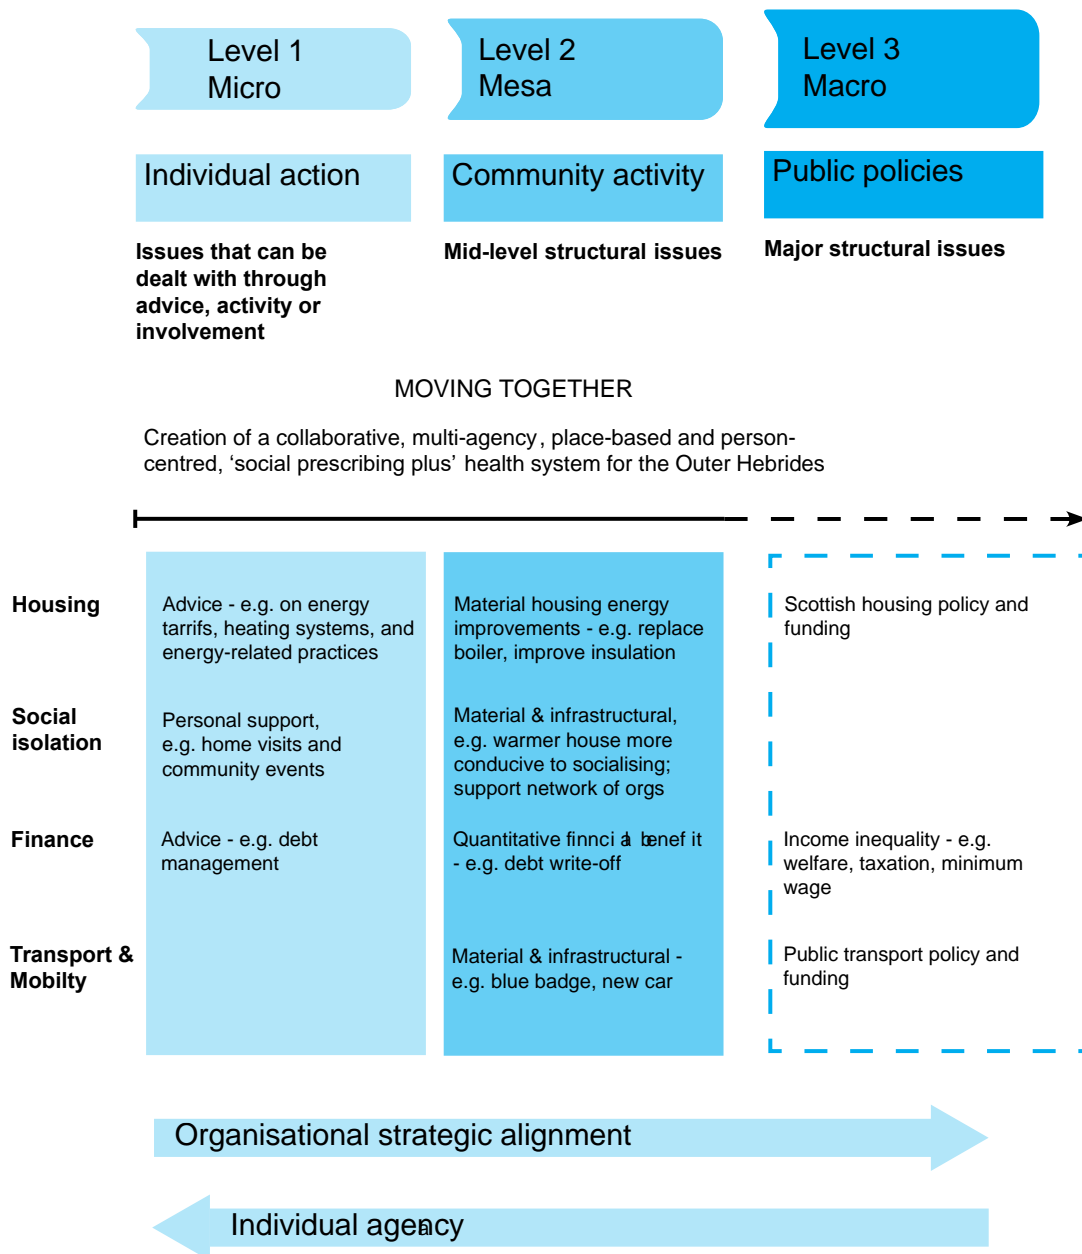 Level 1
Micro
Level 2
Mesa
Level 3
Macro
Individual action
Community activity
Public policies
Issues that can be
dealt with through
advice, activity or
involvement
Mid-level structural issues
Major structural issues
MOVING TOGETHER
Creation of a collaborative, multi-agency, place-based and person-
centred, ‘social prescribing plus’ health system for the Outer Hebrides
Housing
Advice - e.g. on energy
tarrifs, heating systems, and
energy-related practices
Material housing energy
improvements - e.g. replace
boiler, improve insulation
Scottish housing policy and
funding
Social
isolation
Personal support,
e.g. home visits and
community events
Material & infrastructural,
e.g. warmer house more
conducive to socialising;
support network of orgs
Finance
Advice - e.g. debt
management
Quantitative
- e.g. debt write-off
Income inequality - e.g.
welfare, taxation, minimum
wage
Transport &
Mobilty
Material & infrastructural -
e.g. blue badge, new car
Public transport policy and
funding
Organisational strategic alignment
Individual agency